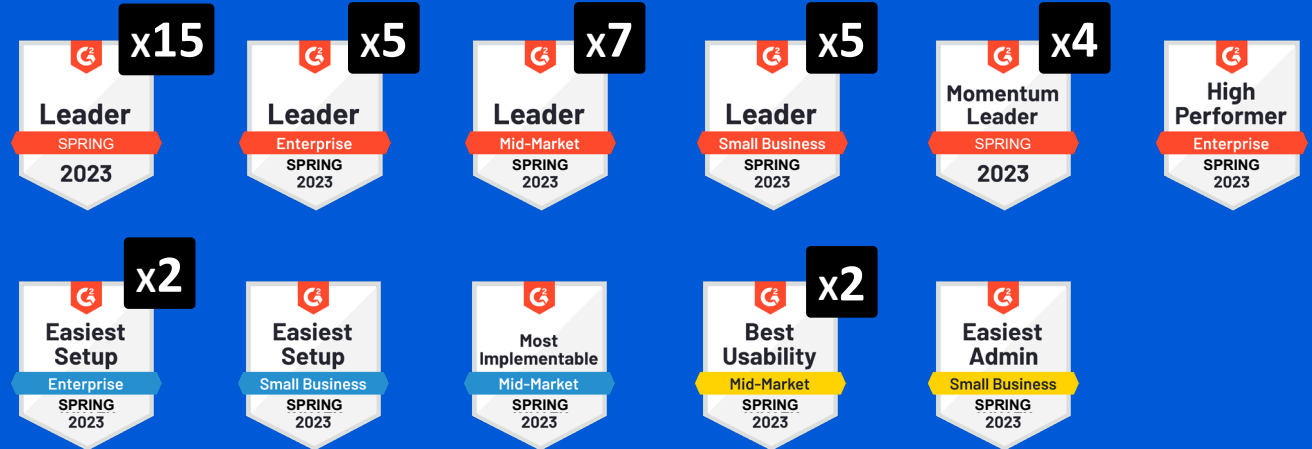 x15
Leader
SPRING
2023
x5
Leader
Enterprise
SPRING
2023
x7
Leader
Mid-Market
SPRING
2023
x5
Leader
Small Business
SPRING
2023
x4
Momentum
Leader
SPRING
2023
High
Performer
Enterprise
SPRING
2023
x2
Easiest
Setup
Enterprise
SPRING
2023
Easiest
Setup
Small Business
SPRING
2023
Most
Implementable
Mid-Market
SPRING
2023
x2
Best
Usability
Mid-Market
SPRING
2023
Easiest
Admin
Small Business
SPRING
2023